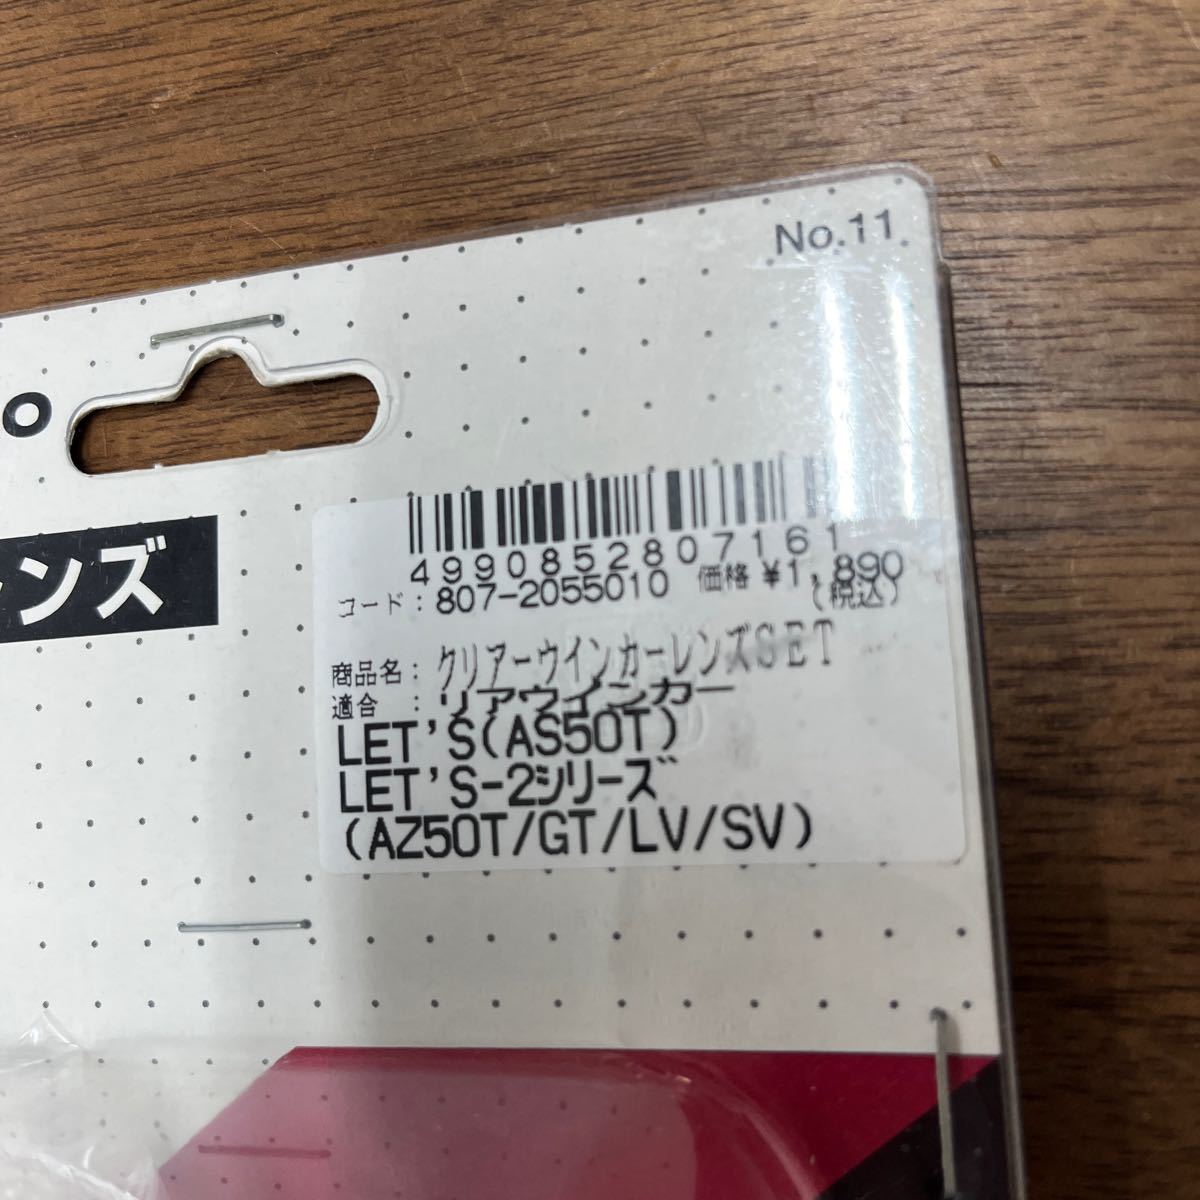 No.11
レンズ
4990852807161
コード: 807-2055010 価格 ¥1,890
(税込)
商品名: クリアーウインカーレンズSET
適合 : リアウインカー
LET'S(AS50T)
LET'S-2シリーズ
(AZ50T/GT/LV/SV)